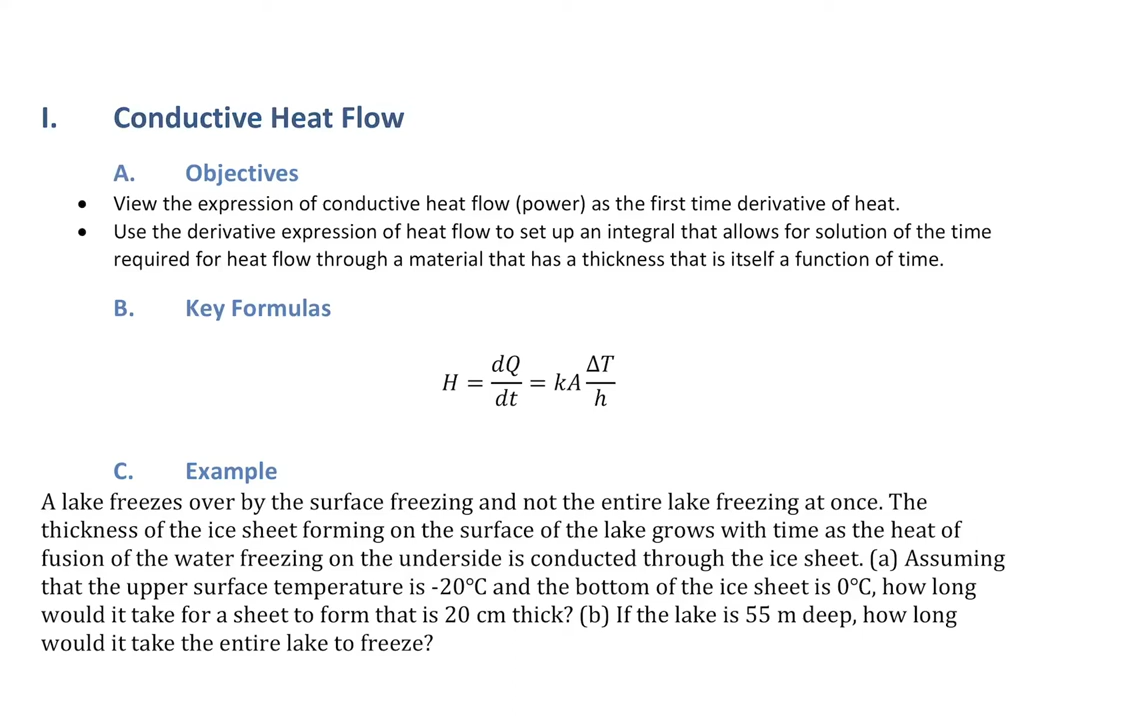 I. Conductive Heat Flow
A. Objectives
• View the expression of conductive heat flow (power) as the first time derivative of heat.
• Use the derivative expression of heat flow to set up an integral that allows for solution of the time
required for heat flow through a material that has a thickness that is itself a function of time.
B. Key Formulas
H = dQ/dt = kA ΔT/h
C. Example
A lake freezes over by the surface freezing and not the entire lake freezing at once. The
thickness of the ice sheet forming on the surface of the lake grows with time as the heat of
fusion of the water freezing on the underside is conducted through the ice sheet. (a) Assuming
that the upper surface temperature is -20°C and the bottom of the ice sheet is 0°C, how long
would it take for a sheet to form that is 20 cm thick? (b) If the lake is 55 m deep, how long
would it take the entire lake to freeze?